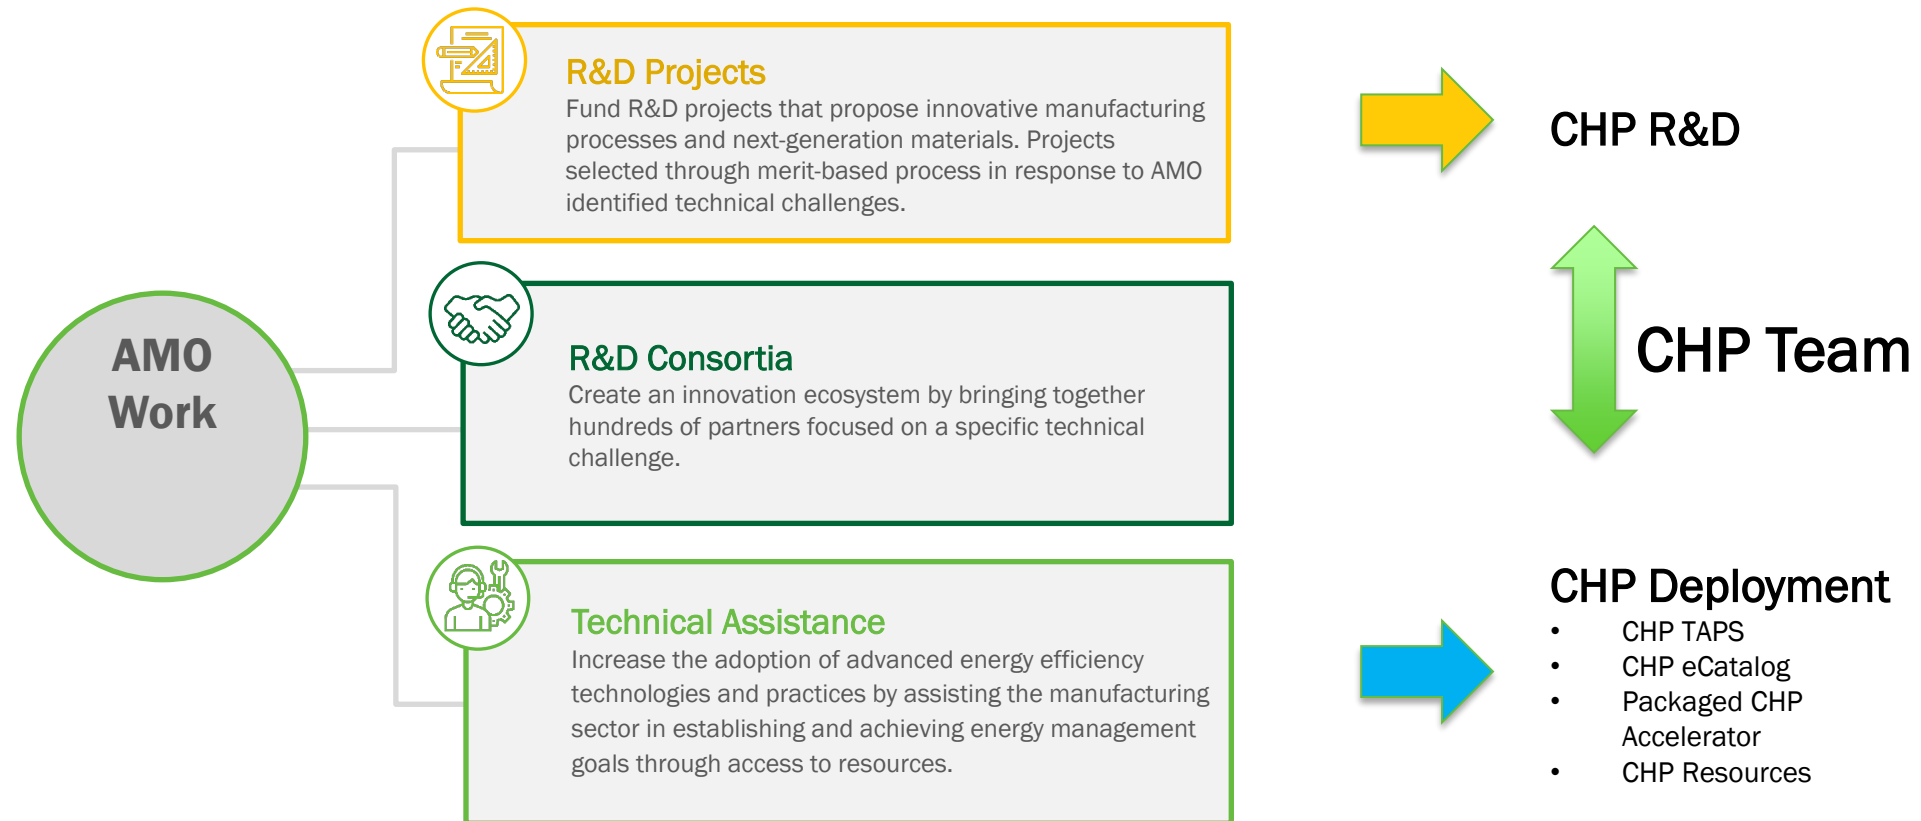 AMO
Work
R&D Projects
Fund R&D projects that propose innovative manufacturing
processes and next-generation materials. Projects
selected through merit-based process in response to AMO
identified technical challenges.
R&D Consortia
Create an innovation ecosystem by bringing together
hundreds of partners focused on a specific technical
challenge.
Technical Assistance
Increase the adoption of advanced energy efficiency
technologies and practices by assisting the manufacturing
sector in establishing and achieving energy management
goals through access to resources.
CHP R&D
CHP Team
CHP Deployment
• CHP TAPS
• CHP eCatalog
• Packaged CHP
Accelerator
• CHP Resources